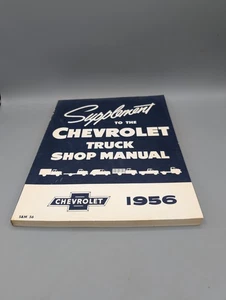 Supplement
TO THE
CHEVROLET
TRUCK
SHOP MANUAL
CHEVROLET
1956